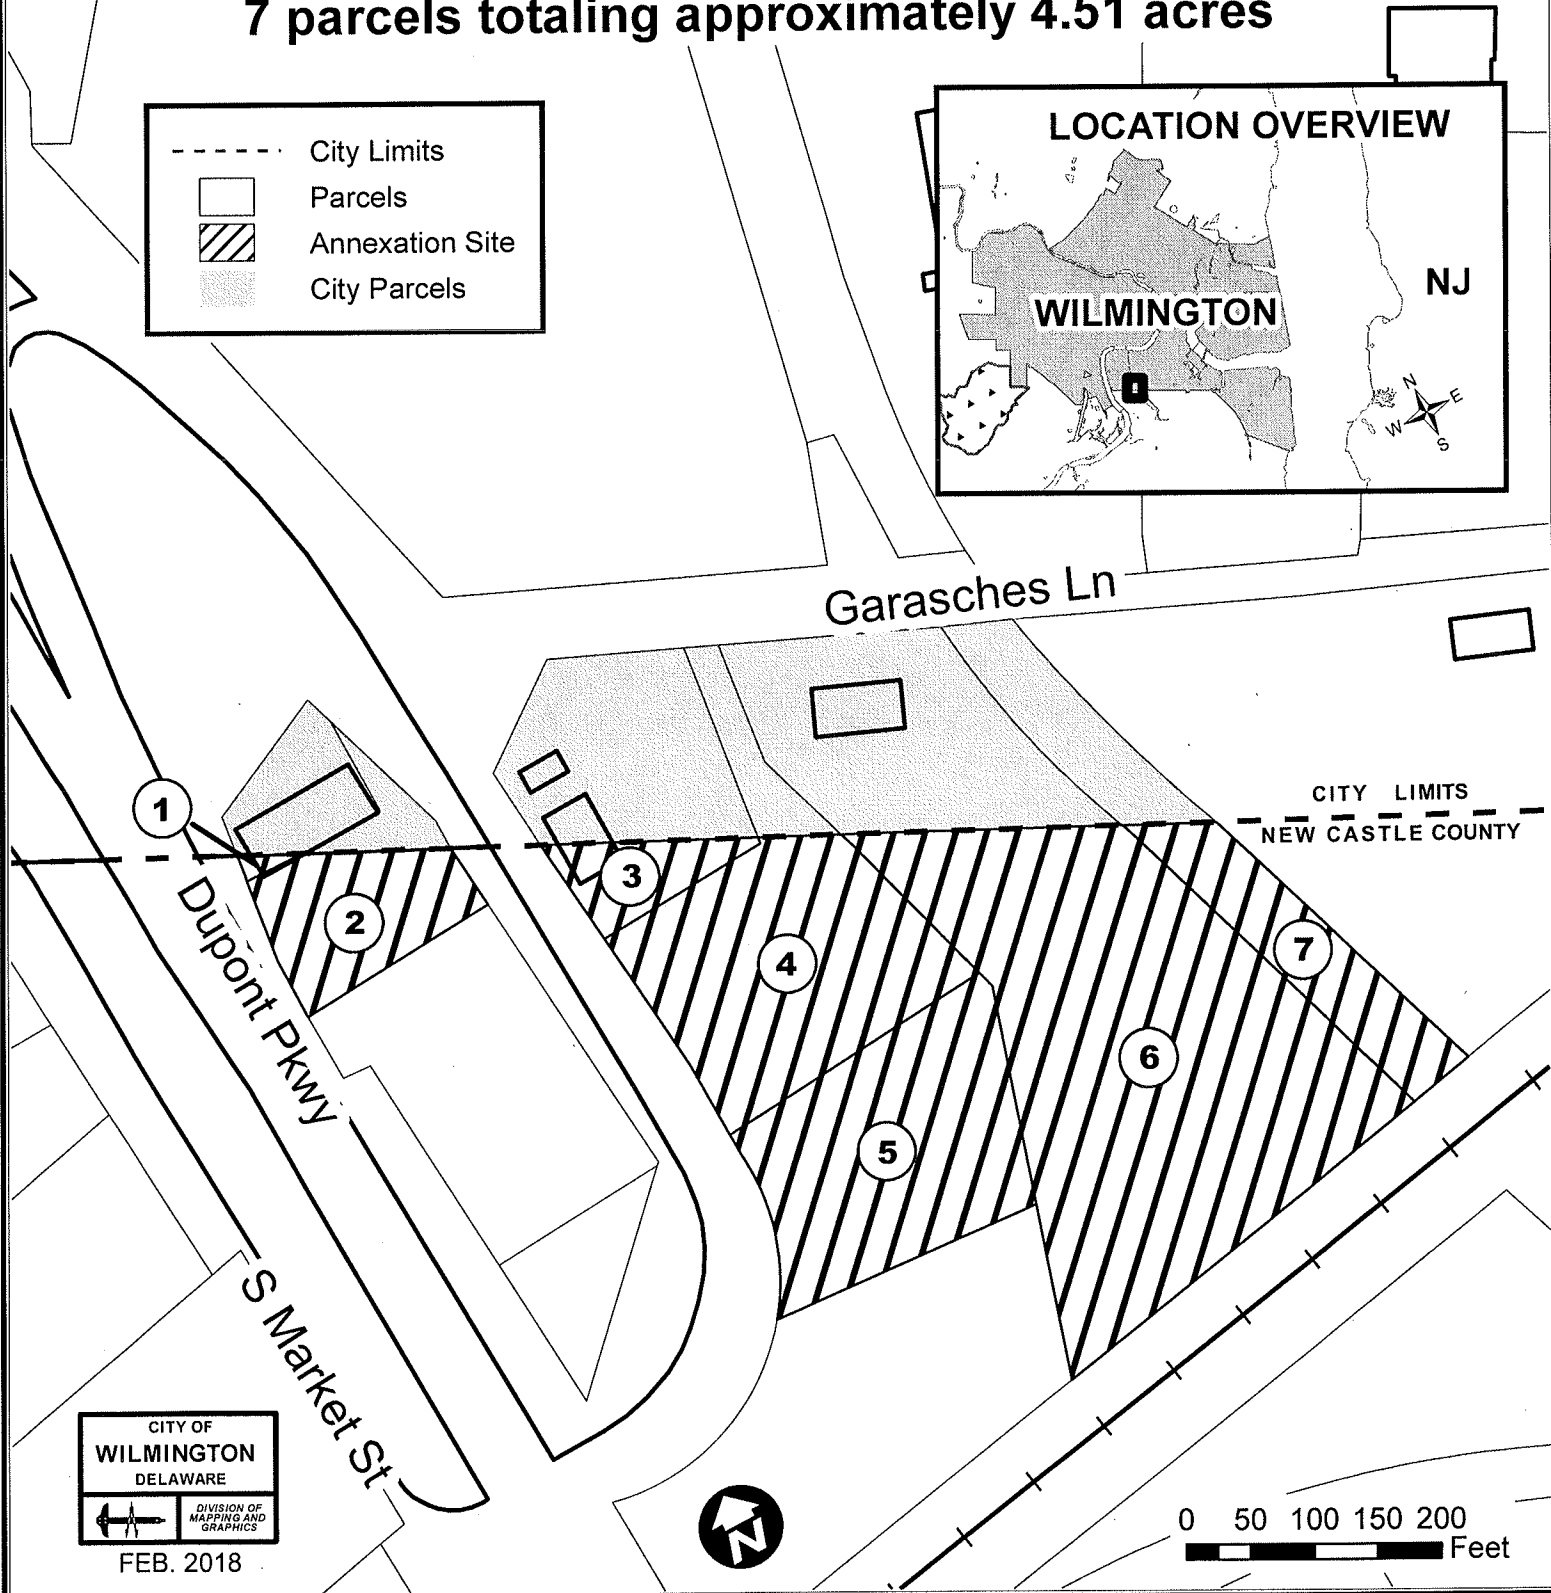 7 parcels totaling approximately 4.51 acres
City Limits
Parcels
Annexation Site
City Parcels
LOCATION OVERVIEW
WILMINGTON
NJ
N
E
W
S
Garasches Ln
CITY LIMITS
NEW CASTLE COUNTY
1
2
3
4
5
6
7
Dupont Pkwy
S Market St
CITY OF
WILMINGTON
DELAWARE
DIVISION OF
MAPPING AND
GRAPHICS
FEB. 2018
N
0 50 100 150 200
Feet